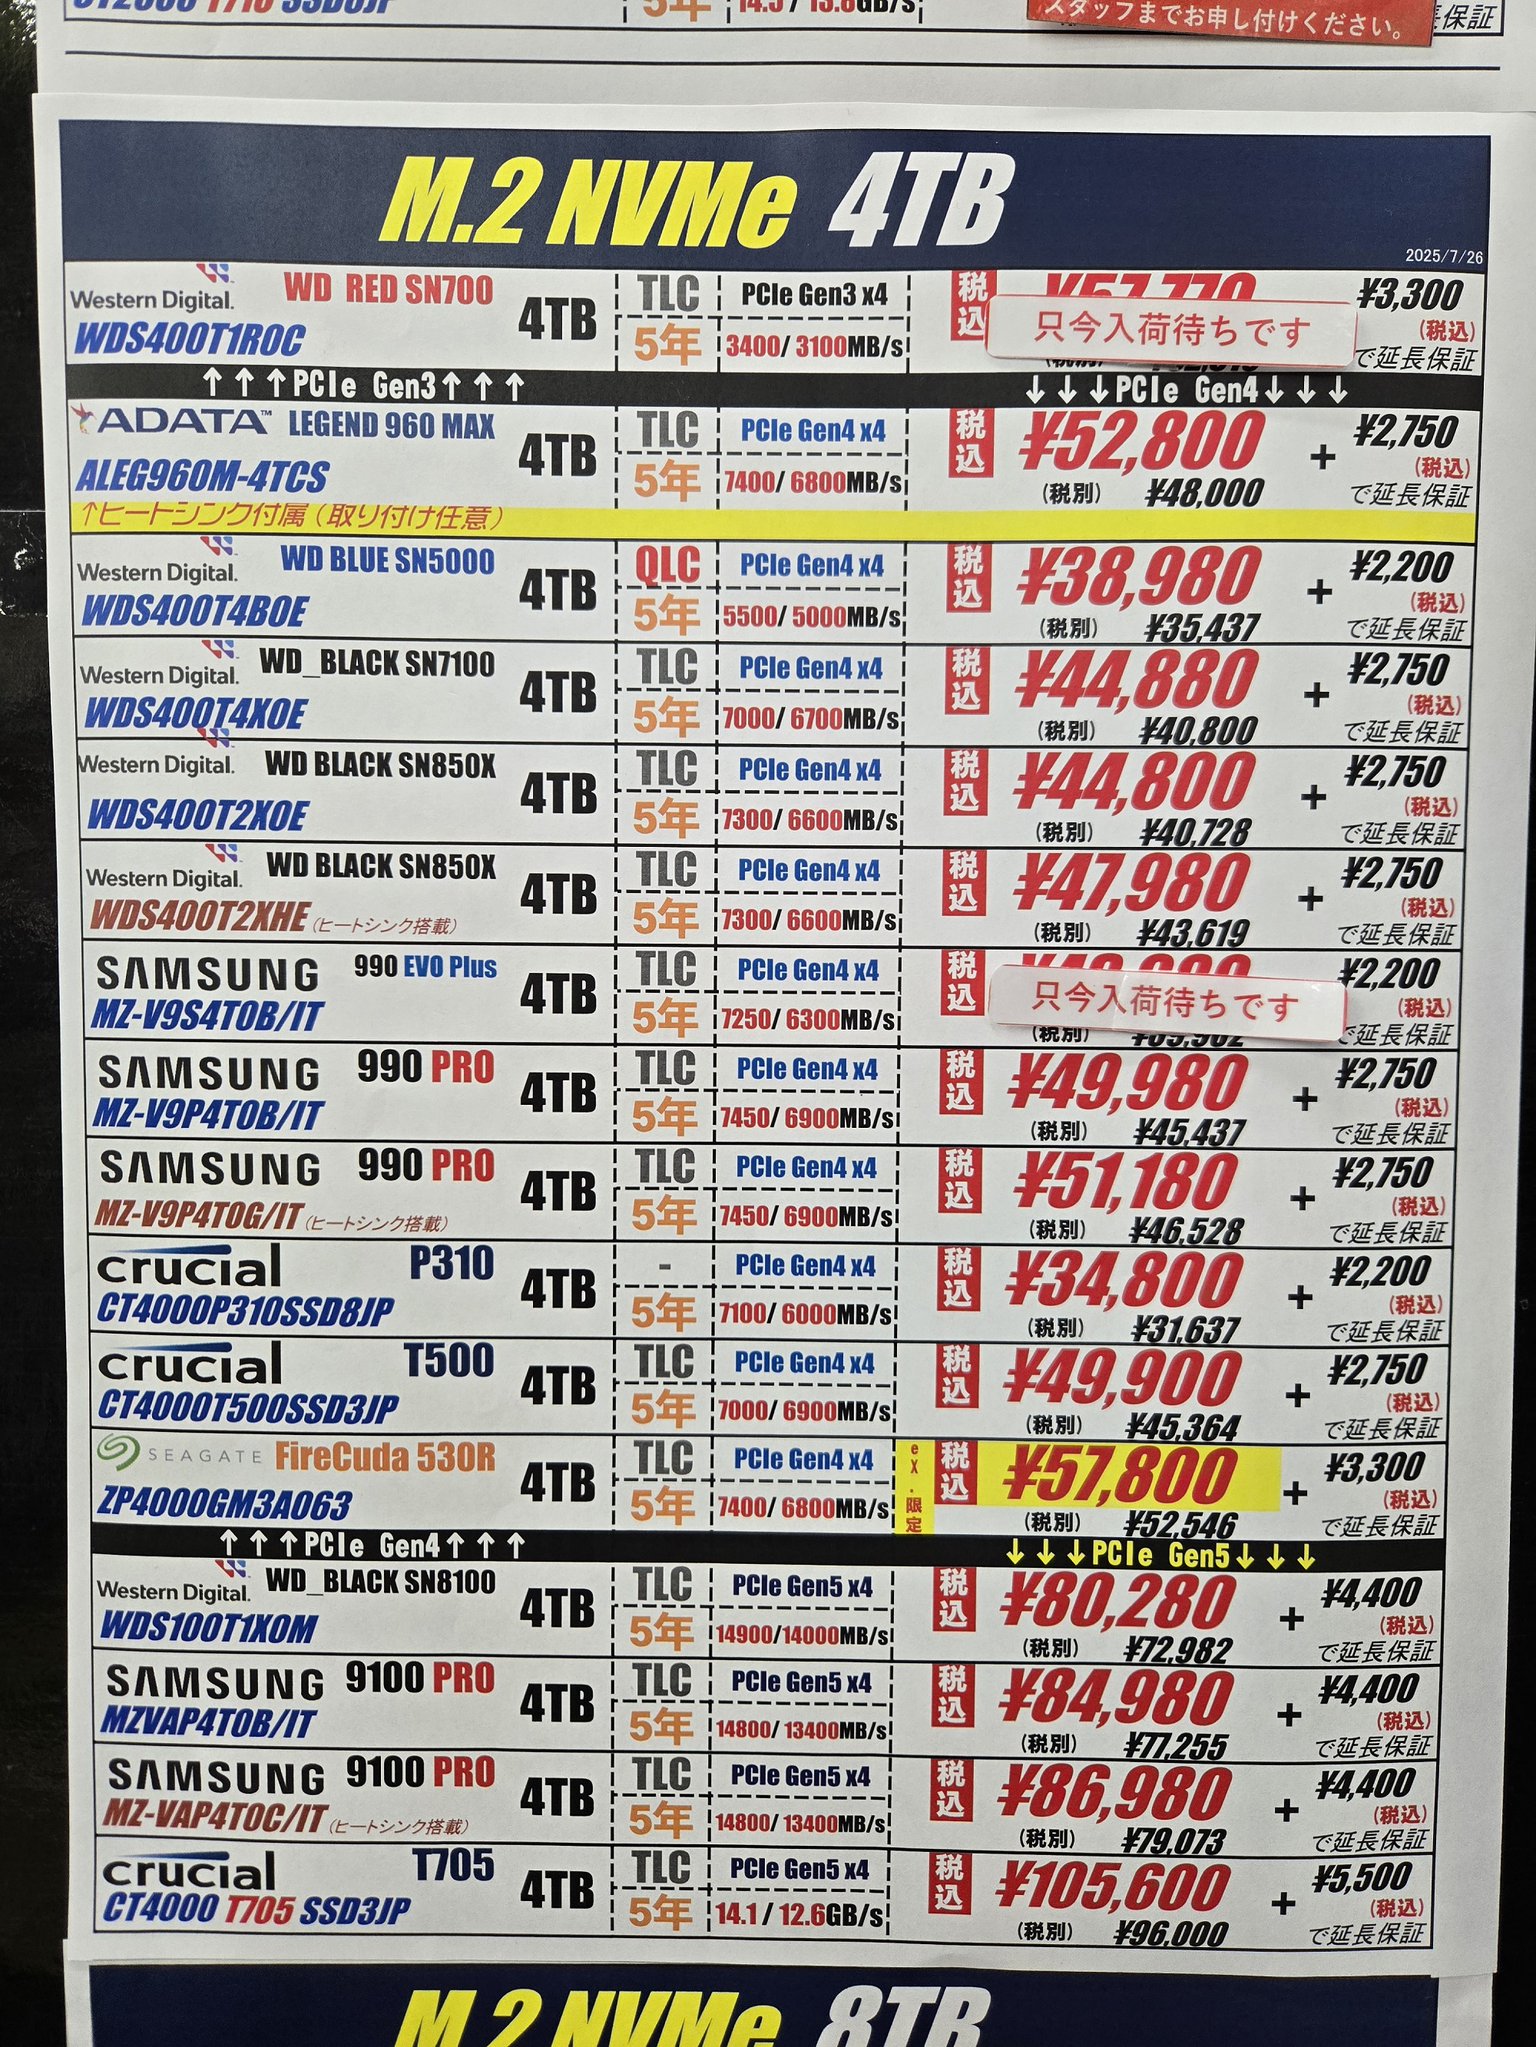 スタッフまでお申し付けください。
保証
M.2 NVMe 4TB
2025/7/26
Western Digital. WD RED SN700
WDS400T1R0C
4TB
TLC
5年
PCIe Gen3 x4
3400/ 3100MB/s
税込
只今入荷待ちです
¥3,300
(税込)
で延長保証
↑↑↑PCIe Gen3↑↑↑ ↓↓↓PCIe Gen4↓↓↓
ADATA™ LEGEND 960 MAX
ALEG960M-4TCS
4TB
TLC
5年
PCIe Gen4 x4
7400/ 6800MB/s
税込 ¥52,800
(税別) ¥48,000
+ ¥2,750
(税込)
で延長保証
↑ヒートシンク付属(取り付け任意)
Western Digital. WD BLUE SN5000
WDS400T4B0E
4TB
QLC
5年
PCIe Gen4 x4
5500/ 5000MB/s
税込 ¥38,980
(税別) ¥35,437
+ ¥2,200
(税込)
で延長保証
Western Digital. WD_BLACK SN7100
WDS400T4X0E
4TB
TLC
5年
PCIe Gen4 x4
7000/ 6700MB/s
税込 ¥44,880
(税別) ¥40,800
+ ¥2,750
(税込)
で延長保証
Western Digital. WD BLACK SN850X
WDS400T2X0E
4TB
TLC
5年
PCIe Gen4 x4
7300/ 6600MB/s
税込 ¥44,800
(税別) ¥40,728
+ ¥2,750
(税込)
で延長保証
Western Digital. WD BLACK SN850X
WDS400T2XHE (ヒートシンク搭載)
4TB
TLC
5年
PCIe Gen4 x4
7300/ 6600MB/s
税込 ¥47,980
(税別) ¥43,619
+ ¥2,750
(税込)
で延長保証
SAMSUNG 990 EVO Plus
MZ-V9S4T0B/IT
4TB
TLC
5年
PCIe Gen4 x4
7250/ 6300MB/s
税込
只今入荷待ちです
¥2,200
(税込)
で延長保証
SAMSUNG 990 PRO
MZ-V9P4T0B/IT
4TB
TLC
5年
PCIe Gen4 x4
7450/ 6900MB/s
税込 ¥49,980
(税別) ¥45,437
+ ¥2,750
(税込)
で延長保証
SAMSUNG 990 PRO
MZ-V9P4T0G/IT (ヒートシンク搭載)
4TB
TLC
5年
PCIe Gen4 x4
7450/ 6900MB/s
税込 ¥51,180
(税別) ¥46,528
+ ¥2,750
(税込)
で延長保証
crucial P310
CT4000P310SSD8JP
4TB
-
5年
PCIe Gen4 x4
7100/ 6000MB/s
税込 ¥34,800
(税別) ¥31,637
+ ¥2,200
(税込)
で延長保証
crucial T500
CT4000T500SSD3JP
4TB
TLC
5年
PCIe Gen4 x4
7000/ 6900MB/s
税込 ¥49,900
(税別) ¥45,364
+ ¥2,750
(税込)
で延長保証
SEAGATE FireCuda 530R
ZP4000GM3A063
4TB
TLC
5年
PCIe Gen4 x4
7400/ 6800MB/s
eX.限定
税込 ¥57,800
(税別) ¥52,546
+ ¥3,300
(税込)
で延長保証
↑↑↑PCIe Gen4↑↑↑ ↓↓↓PCIe Gen5↓↓↓
Western Digital. WD_BLACK SN8100
WDS100T1X0M
4TB
TLC
5年
PCIe Gen5 x4
14900/14000MB/s
税込 ¥80,280
(税別) ¥72,982
+ ¥4,400
(税込)
で延長保証
SAMSUNG 9100 PRO
MZVAP4T0B/IT
4TB
TLC
5年
PCIe Gen5 x4
14800/ 13400MB/s
税込 ¥84,980
(税別) ¥77,255
+ ¥4,400
(税込)
で延長保証
SAMSUNG 9100 PRO
MZ-VAP4T0C/IT (ヒートシンク搭載)
4TB
TLC
5年
PCIe Gen5 x4
14800/ 13400MB/s
税込 ¥86,980
(税別) ¥79,073
+ ¥4,400
(税込)
で延長保証
crucial T705
CT4000 T705 SSD3JP
4TB
TLC
5年
PCIe Gen5 x4
14.1 / 12.6GB/s
税込 ¥105,600
(税別) ¥96,000
+ ¥5,500
(税込)
で延長保証
M.2 NVMe 8TB